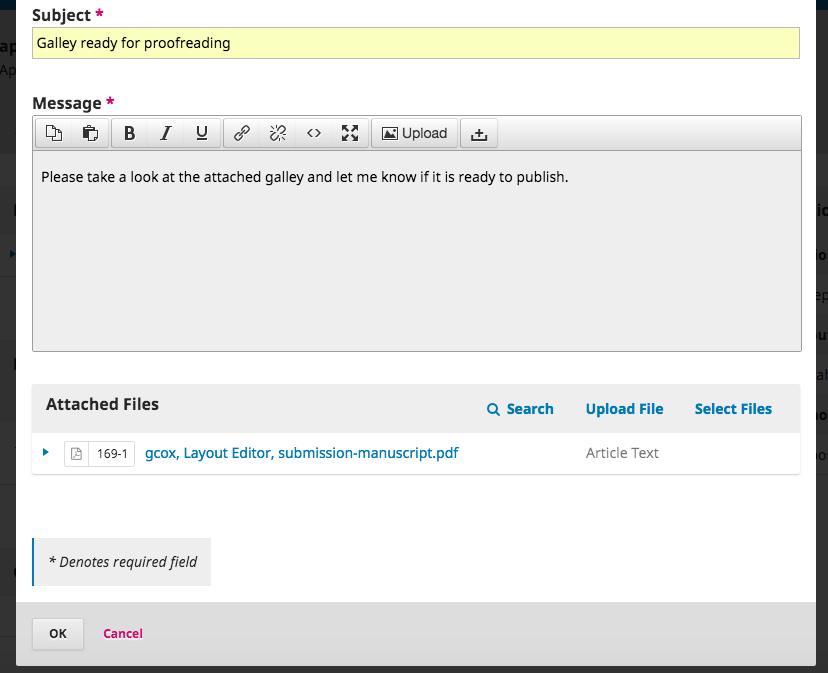 Subject *
Galley ready for proofreading
Message *
B I U <> Upload
Please take a look at the attached galley and let me know if it is ready to publish.
Attached Files Search Upload File Select Files
169-1 gcox, Layout Editor, submission-manuscript.pdf Article Text
* Denotes required field
OK Cancel